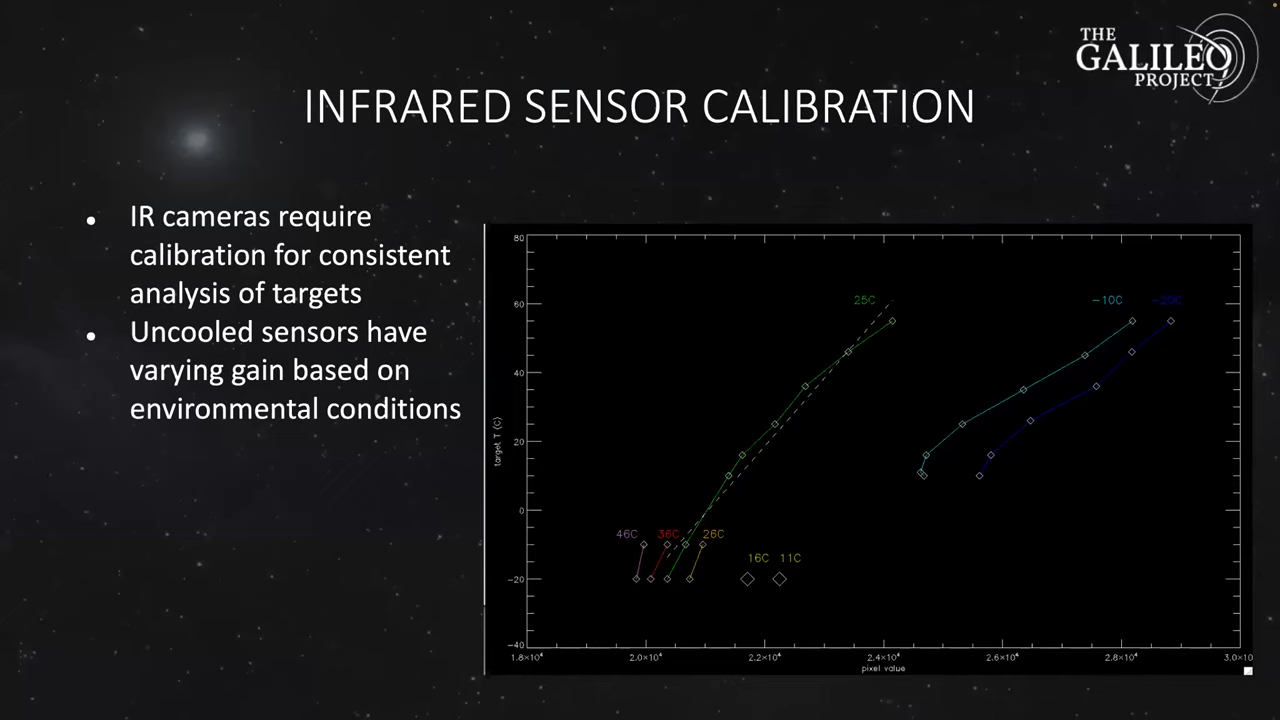 THE
GALILEO
PROJECT
INFRARED SENSOR CALIBRATION
● IR cameras require
calibration for consistent
analysis of targets
● Uncooled sensors have
varying gain based on
environmental conditions
80
60
40
20
0
−20
−40
target T (C)
25C
−10C
−20C
46C
36C
26C
16C
11C
1.8×10⁴
2.0×10⁴
2.2×10⁴
2.4×10⁴
2.6×10⁴
2.8×10⁴
3.0×10
pixel value